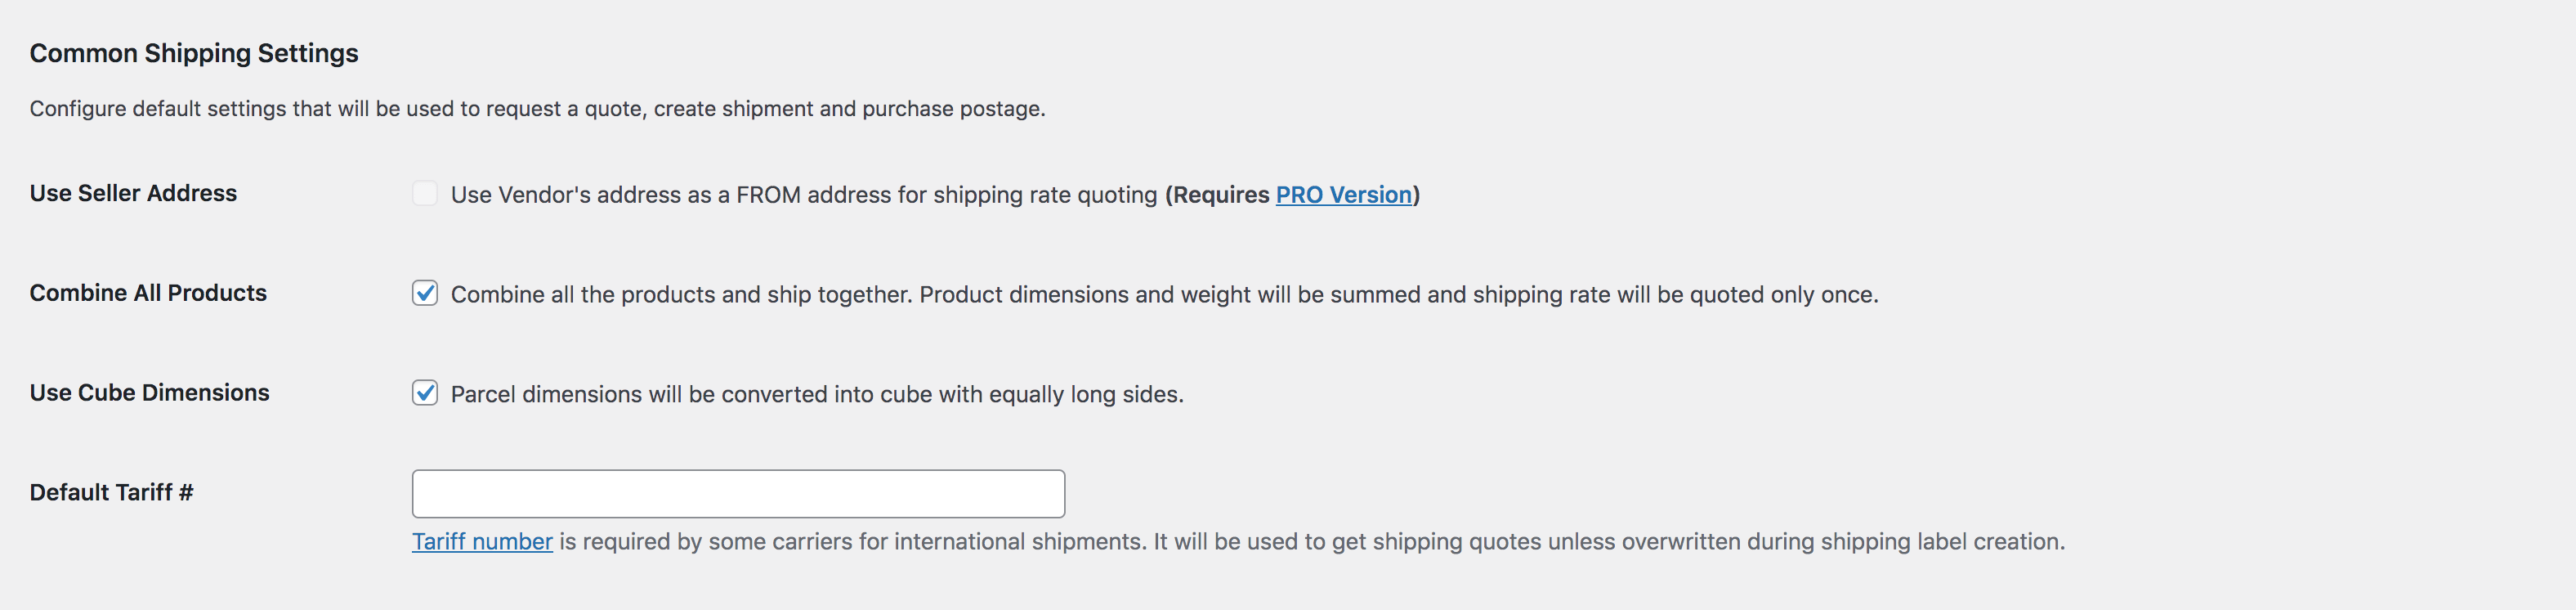 Common Shipping Settings
Configure default settings that will be used to request a quote, create shipment and purchase postage.
Use Seller Address
Use Vendor's address as a FROM address for shipping rate quoting (Requires PRO Version)
Combine All Products
Combine all the products and ship together. Product dimensions and weight will be summed and shipping rate will be quoted only once.
Use Cube Dimensions
Parcel dimensions will be converted into cube with equally long sides.
Default Tariff #
Tariff number is required by some carriers for international shipments. It will be used to get shipping quotes unless overwritten during shipping label creation.